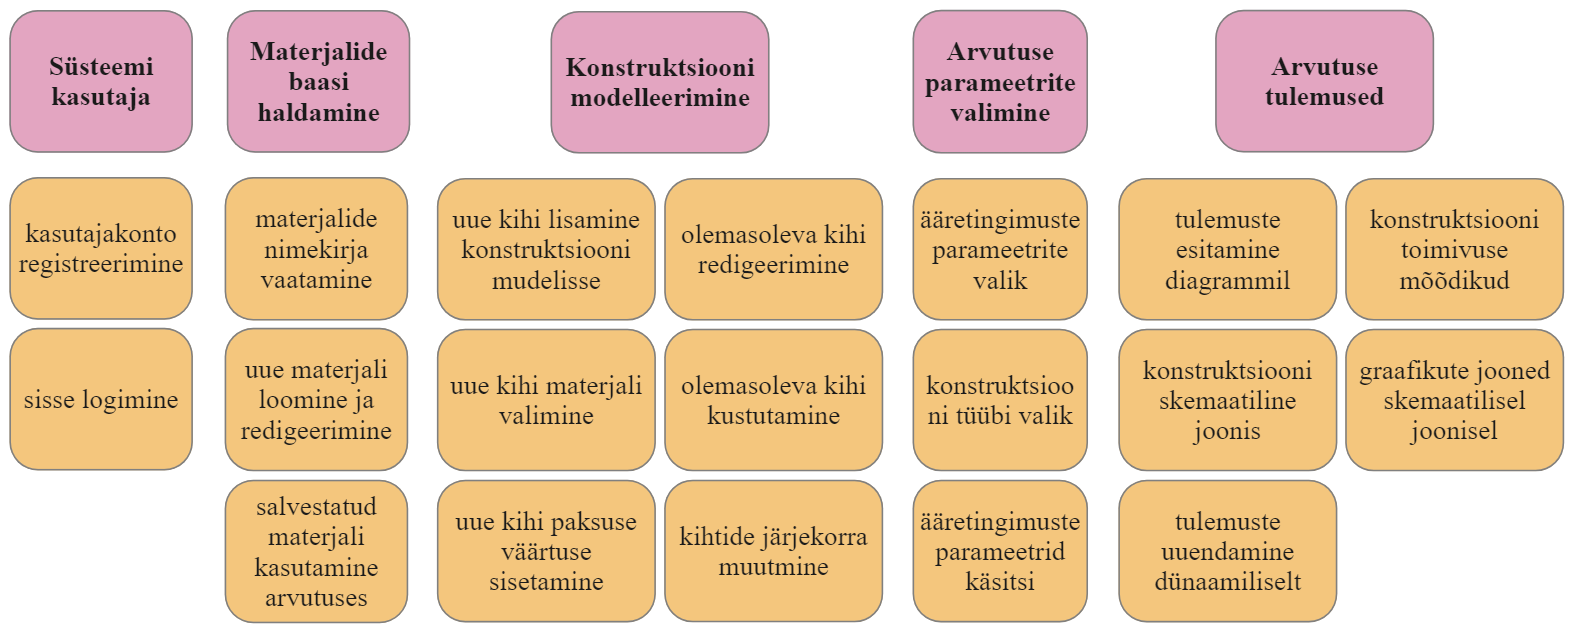 Süsteemi
kasutaja
Materjalide
baasi
haldamine
Konstruktsiooni
modelleerimine
Arvutuse
parameetrite
valimine
Arvutuse
tulemused
kasutajakonto
registreerimine
materjalide
nimekirja
vaatamine
uue kihi lisamine
konstruktsiooni
mudelisse
olemasoleva kihi
redigeerimine
ääretingimuste
parameetrite
valik
tulemuste
esitamine
diagrammil
konstruktsiooni
toimivuse
mõõdikud
sisse logimine
uue materjali
loomine ja
redigeerimine
uue kihi materjali
valimine
olemasoleva kihi
kustutamine
konstruktsioo
ni tüübi valik
konstruktsiooni
skemaatiline
joonis
graafikute jooned
skemaatilisel
joonisel
salvestatud
materjali
kasutamine
arvutuses
uue kihi paksuse
väärtuse
sisetamine
kihtide järjekorra
muutmine
ääretingimuste
parameetrid
käsitsi
tulemuste
uuendamine
dünaamiliselt